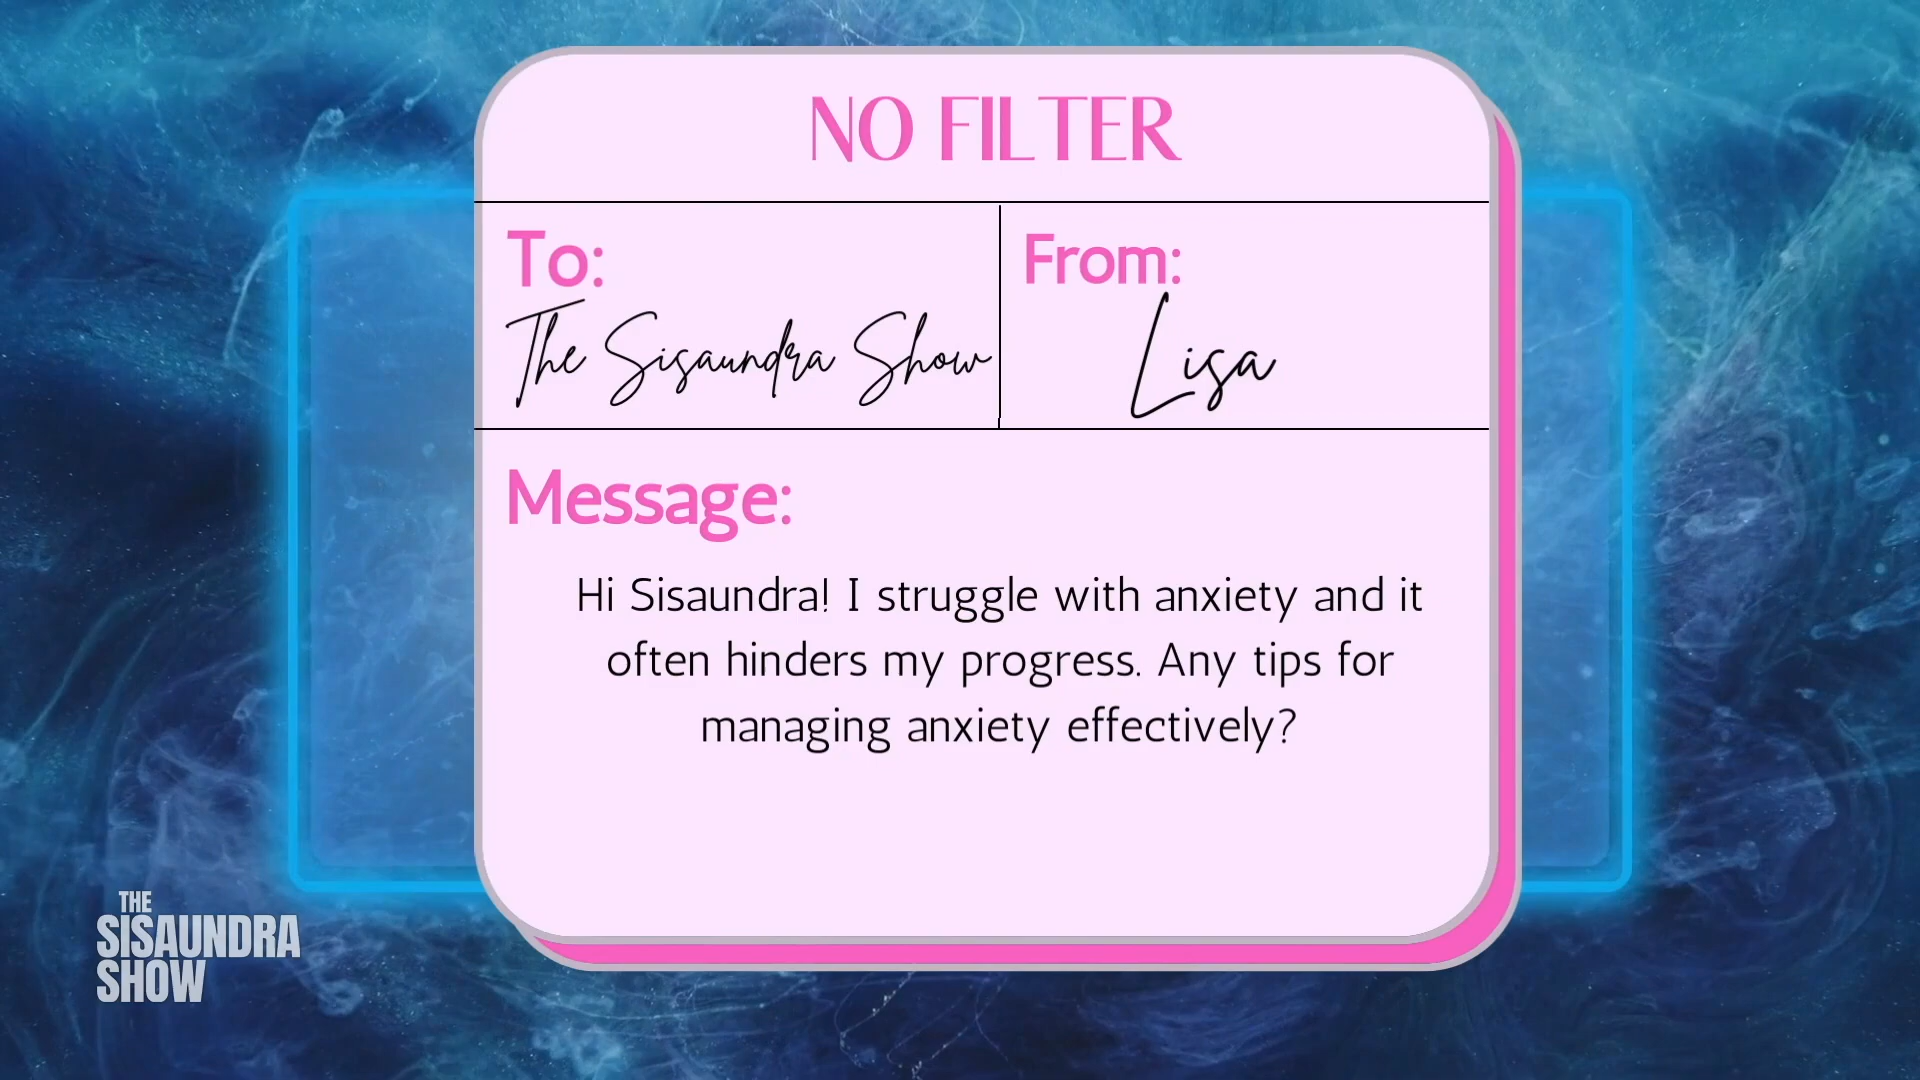 NO FILTER
To:
The Sisaundra Show
From:
Lisa
Message:
Hi Sisaundra! I struggle with anxiety and it
often hinders my progress. Any tips for
managing anxiety effectively?
THE
SISAUNDRA
SHOW